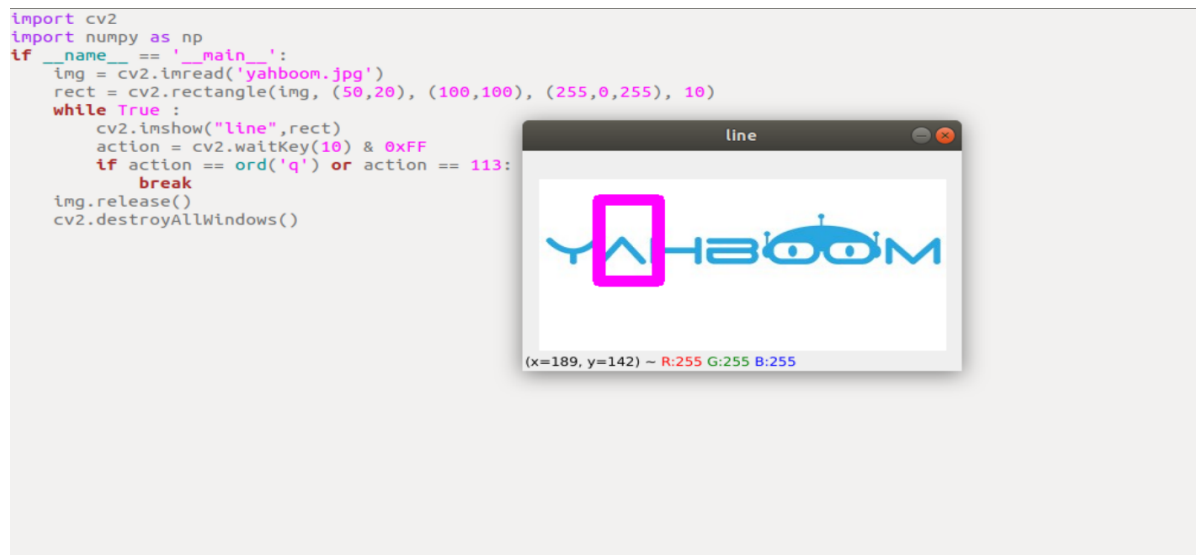 import cv2
import numpy as np
if __name__ == '__main__':
    img = cv2.imread('yahboom.jpg')
    rect = cv2.rectangle(img, (50,20), (100,100), (255,0,255), 10)
    while True :
        cv2.imshow("line",rect)
        action = cv2.waitKey(10) & 0xFF
        if action == ord('q') or action == 113:
            break
    img.release()
    cv2.destroyAllWindows()
line
YAHBOOM
(x=189, y=142) ~ R:255 G:255 B:255